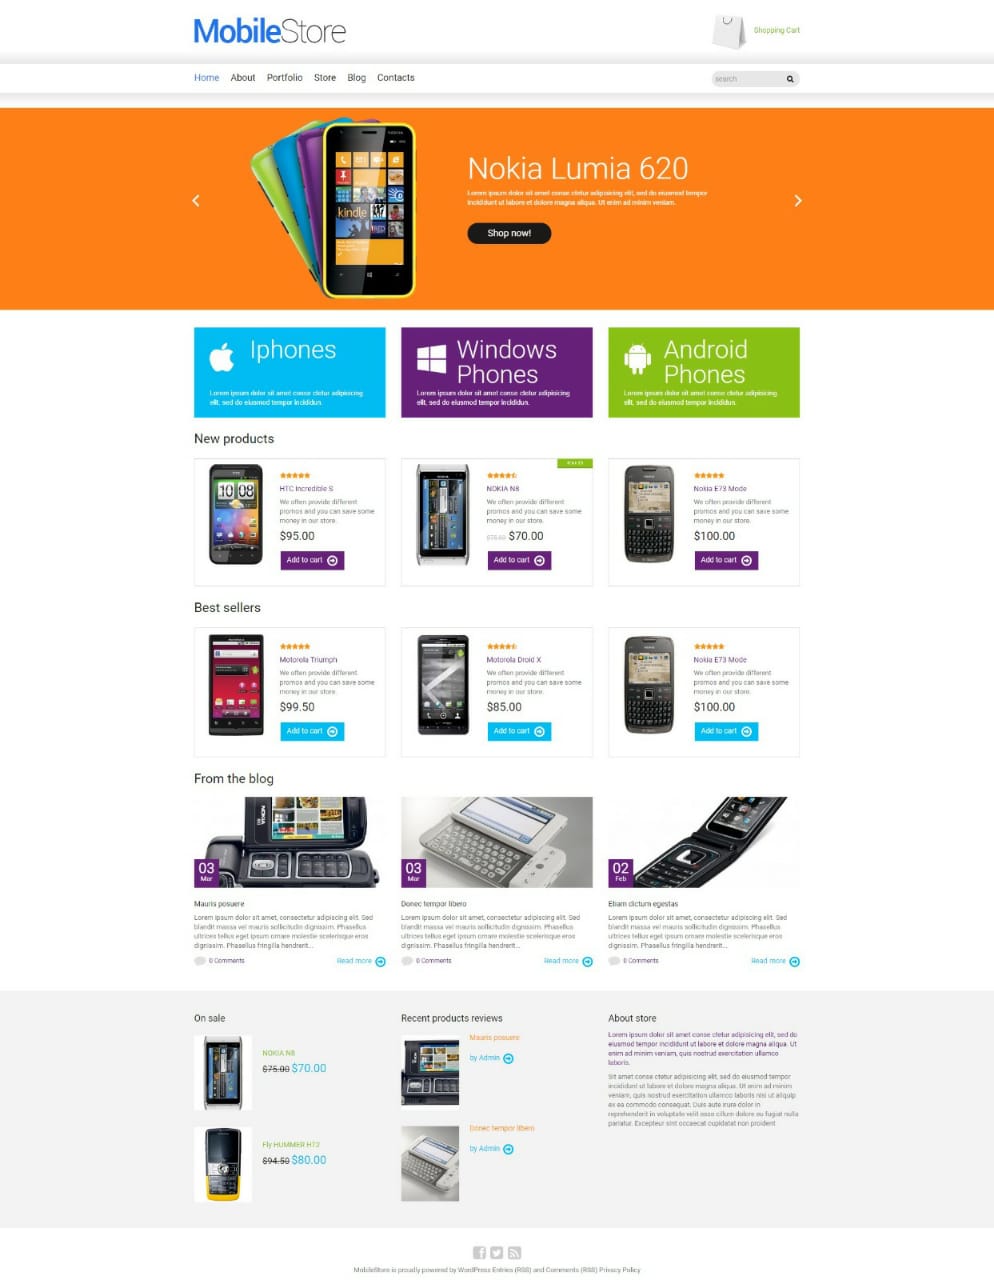 MobileStore
Shopping Cart
Home About Portfolio Store Blog Contacts
search
Nokia Lumia 620
Lorem ipsum dolor sit amet conse ctetur adipisicing elit, sed do eiusmod tempor
incididunt ut labore et dolore magna aliqua. Ut enim ad minim veniam.
Shop now!
kindle
NOKIA
Iphones
Lorem ipsum dolor sit amet conse ctetur adipisicing
elit, sed do eiusmod tempor incididun.
Windows
Phones
Lorem ipsum dolor sit amet conse ctetur adipisicing
elit, sed do eiusmod tempor incididun.
Android
Phones
Lorem ipsum dolor sit amet conse ctetur adipisicing
elit, sed do eiusmod tempor incididun.
New products
10 08
HTC Incredible S
We often provide different
promos and you can save some
money in our store.
$95.00
Add to cart
NOKIA N8
We often provide different
promos and you can save some
money in our store.
$75.00 $70.00
Add to cart
Nokia E73 Mode
We often provide different
promos and you can save some
money in our store.
$100.00
Add to cart
Best sellers
Motorola Triumph
We often provide different
promos and you can save some
money in our store.
$99.50
Add to cart
Motorola Droid X
We often provide different
promos and you can save some
money in our store.
$85.00
Add to cart
Nokia E73 Mode
We often provide different
promos and you can save some
money in our store.
$100.00
Add to cart
From the blog
NOKIA
03
Mar
Mauris posuere
Lorem ipsum dolor sit amet, consectetur adipiscing elit. Sed
blandit massa vel mauris sollicitudin dignissim. Phasellus
ultrices tellus eget ipsum ornare molestie scelerisque eros
dignissim. Phasellus fringilla hendrerit...
0 Comments
Read more
03
Mar
Donec tempor libero
Lorem ipsum dolor sit amet, consectetur adipiscing elit. Sed
blandit massa vel mauris sollicitudin dignissim. Phasellus
ultrices tellus eget ipsum ornare molestie scelerisque eros
dignissim. Phasellus fringilla hendrerit...
0 Comments
Read more
02
Feb
Etiam dictum egestas
Lorem ipsum dolor sit amet, consectetur adipiscing elit. Sed
blandit massa vel mauris sollicitudin dignissim. Phasellus
ultrices tellus eget ipsum ornare molestie scelerisque eros
dignissim. Phasellus fringilla hendrerit...
0 Comments
Read more
On sale
NOKIA N8
$75.00 $70.00
Fly HUMMER HT2
$94.50 $80.00
Recent products reviews
Mauris posuere
by Admin
Donec tempor libero
by Admin
About store
Lorem ipsum dolor sit amet conse ctetur adipisicing elit, sed do
eiusmod tempor incididunt ut labore et dolore magna aliqua. Ut
enim ad minim veniam, quis nostrud exercitation ullamco
laboris.
Sit amet conse ctetur adipisicing elit, sed do eiusmod tempor
incididunt ut labore et dolore magna aliqua. Ut enim ad minim
veniam, quis nostrud exercitation ullamco laboris nisi ut aliquip
ex ea commodo consequat. Duis aute irure dolor in
reprehenderit in voluptate velit esse cillum dolore eu fugiat nulla
pariatur. Excepteur sint occaecat cupidatat non proident
MobileStore is proudly powered by WordPress Entries (RSS) and Comments (RSS) Privacy Policy